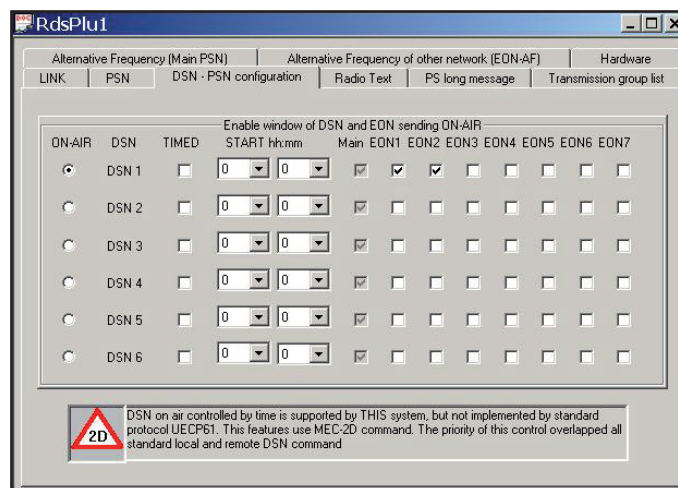 RdsPlu1
Alternative Frequency (Main PSN) Alternative Frequency of other network (EON-AF) Hardware
LINK PSN DSN - PSN configuration Radio Text PS long message Transmission group list
Enable window of DSN and EON sending ON-AIR
ON-AIR DSN TIMED START hh:mm Main EON1 EON2 EON3 EON4 EON5 EON6 EON7
DSN 1 0 0
DSN 2 0 0
DSN 3 0 0
DSN 4 0 0
DSN 5 0 0
DSN 6 0 0
2D
DSN on air controlled by time is supported by THIS system, but not implemented by standard
protocol UECP61. This features use MEC-2D command. The priority of this control overlapped all
standard local and remote DSN command